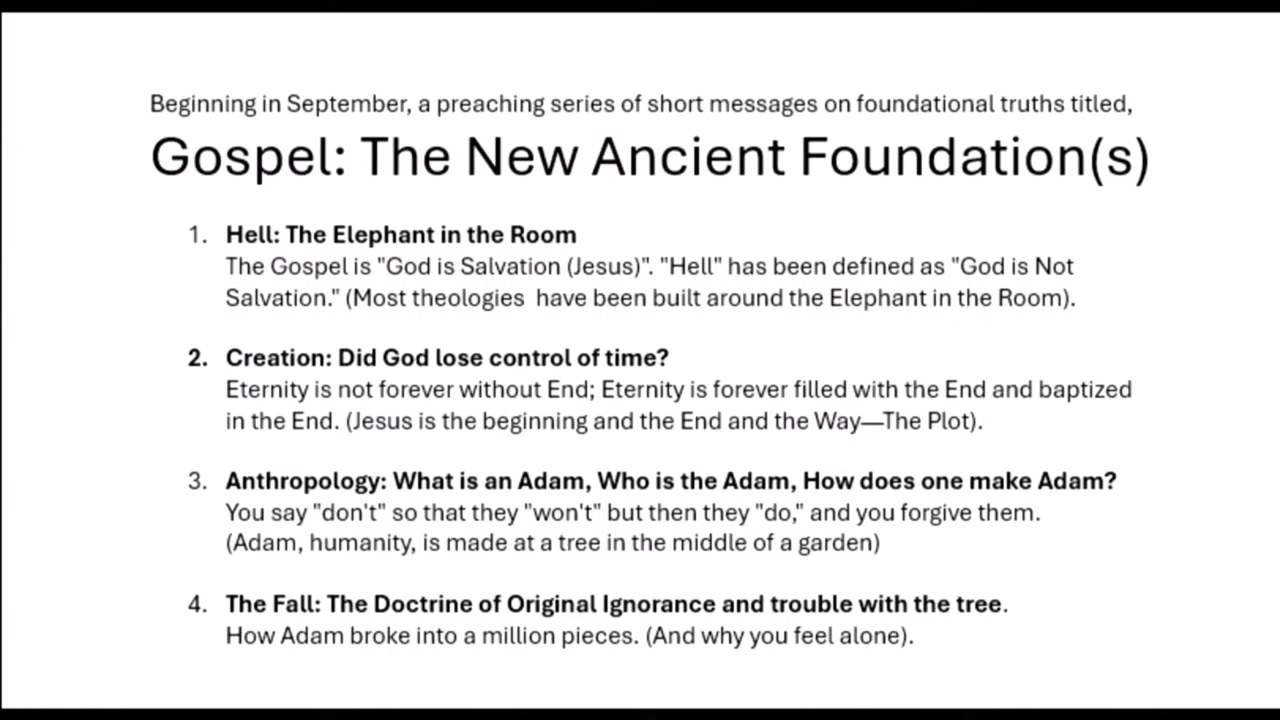 Beginning in September, a preaching series of short messages on foundational truths titled,
Gospel: The New Ancient Foundation(s)
1. Hell: The Elephant in the Room
The Gospel is "God is Salvation (Jesus)". "Hell" has been defined as "God is Not
Salvation." (Most theologies have been built around the Elephant in the Room).
2. Creation: Did God lose control of time?
Eternity is not forever without End; Eternity is forever filled with the End and baptized
in the End. (Jesus is the beginning and the End and the Way—The Plot).
3. Anthropology: What is an Adam, Who is the Adam, How does one make Adam?
You say "don't" so that they "won't" but then they "do," and you forgive them.
(Adam, humanity, is made at a tree in the middle of a garden)
4. The Fall: The Doctrine of Original Ignorance and trouble with the tree.
How Adam broke into a million pieces. (And why you feel alone).